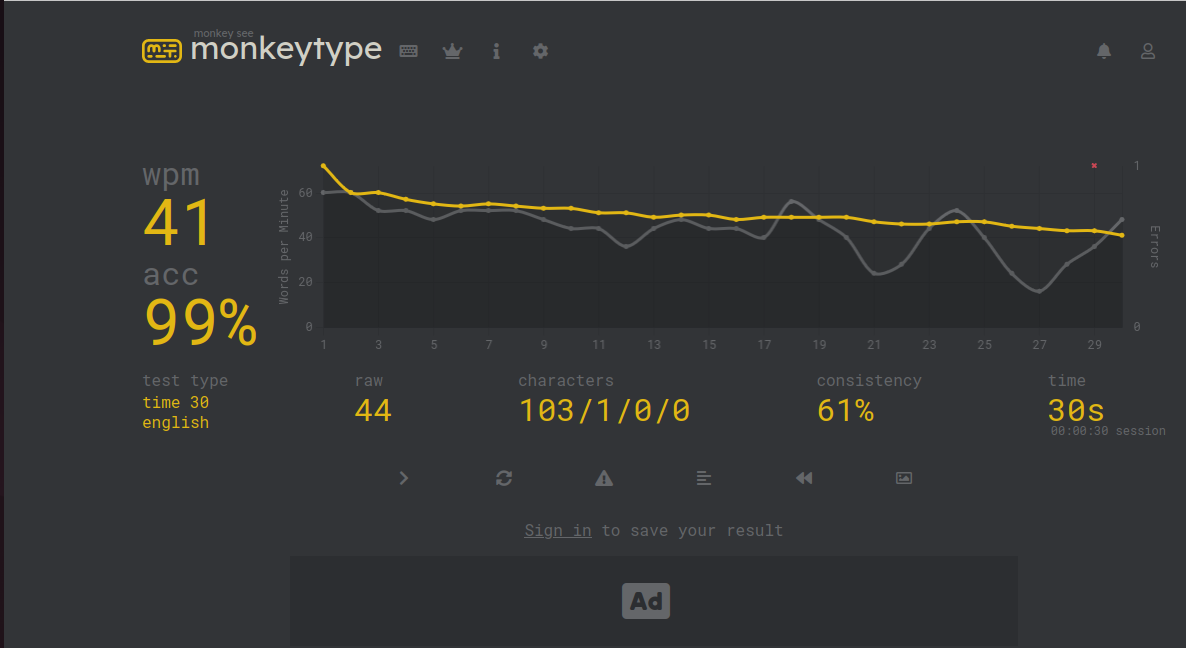 monkey see
monkeytype
wpm
41
acc
99%
Words per Minute
60
40
20
0
1 3 5 7 9 11 13 15 17 19 21 23 25 27 29
1
0
Errors
test type
time 30
english
raw
44
characters
103/1/0/0
consistency
61%
time
30s
00:00:30 session
Sign in to save your result
Ad